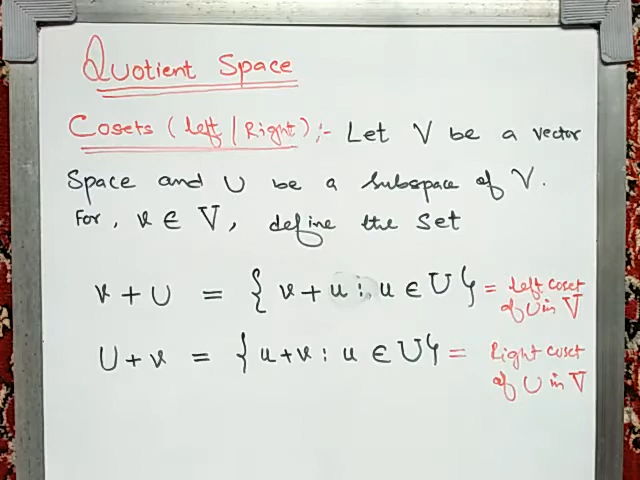 Quotient Space
Cosets (left / Right) :- Let V be a vector
Space and U be a subspace of V.
For, v ∈ V, define the set
v + U = { v + u : u ∈ U } = left coset of U in V
U + v = { u + v : u ∈ U } = Right coset of U in V